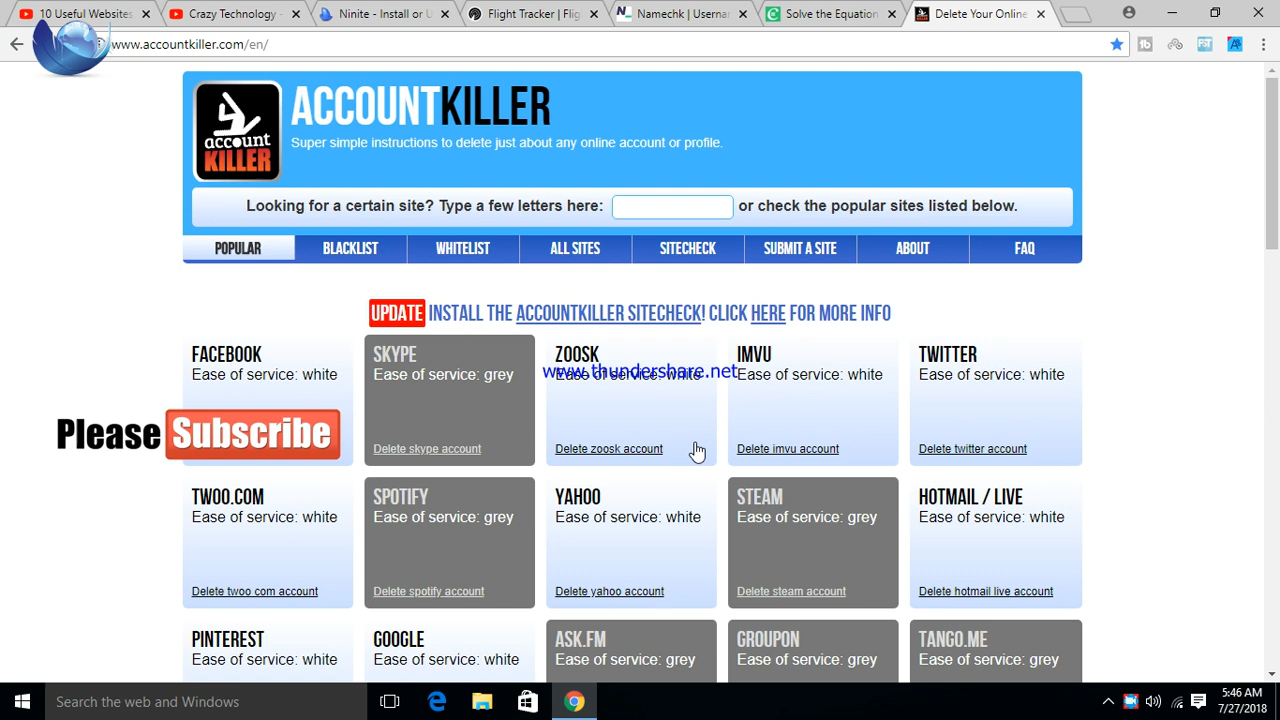 10 Useful Websites
Crazy Technology -
Ninite - Install or U
Flight Tracker | Flig
Namechk | Userna
Solve the Equation
Delete Your Online
www.accountkiller.com/en/
account
KILLER
ACCOUNTKILLER
Super simple instructions to delete just about any online account or profile.
Looking for a certain site? Type a few letters here:
or check the popular sites listed below.
POPULAR
BLACKLIST
WHITELIST
ALL SITES
SITECHECK
SUBMIT A SITE
ABOUT
FAQ
UPDATE INSTALL THE ACCOUNTKILLER SITECHECK! CLICK HERE FOR MORE INFO
FACEBOOK
Ease of service: white
SKYPE
Ease of service: grey
Delete skype account
ZOOSK
Ease of service: white
www.thundershare.net
Delete zoosk account
IMVU
Ease of service: white
Delete imvu account
TWITTER
Ease of service: white
Delete twitter account
Please Subscribe
TWOO.COM
Ease of service: white
Delete twoo com account
SPOTIFY
Ease of service: grey
Delete spotify account
YAHOO
Ease of service: white
Delete yahoo account
STEAM
Ease of service: grey
Delete steam account
HOTMAIL / LIVE
Ease of service: white
Delete hotmail live account
PINTEREST
Ease of service: white
GOOGLE
Ease of service: white
ASK.FM
Ease of service: grey
GROUPON
Ease of service: grey
TANGO.ME
Ease of service: grey
Search the web and Windows
5:46 AM
7/27/2018